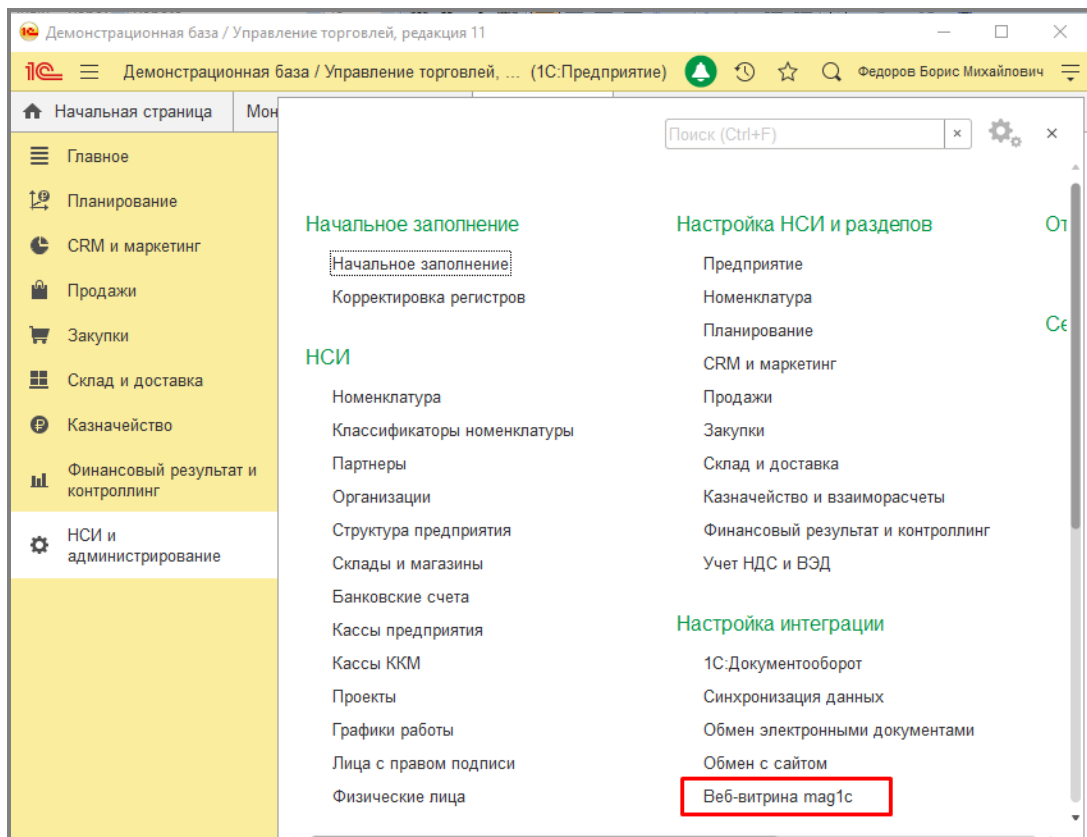 Демонстрационная база / Управление торговлей, редакция 11
1С Демонстрационная база / Управление торговлей, ... (1С:Предприятие) Федоров Борис Михайлович
Начальная страница Мон
Поиск (Ctrl+F)
Главное
Планирование
CRM и маркетинг
Продажи
Закупки
Склад и доставка
Казначейство
Финансовый результат и
контроллинг
НСИ и
администрирование
Начальное заполнение
Начальное заполнение
Корректировка регистров
НСИ
Номенклатура
Классификаторы номенклатуры
Партнеры
Организации
Структура предприятия
Склады и магазины
Банковские счета
Кассы предприятия
Кассы ККМ
Проекты
Графики работы
Лица с правом подписи
Физические лица
Настройка НСИ и разделов
Предприятие
Номенклатура
Планирование
CRM и маркетинг
Продажи
Закупки
Склад и доставка
Казначейство и взаиморасчеты
Финансовый результат и контроллинг
Учет НДС и ВЭД
Настройка интеграции
1С:Документооборот
Синхронизация данных
Обмен электронными документами
Обмен с сайтом
Веб-витрина mag1c
От
Се